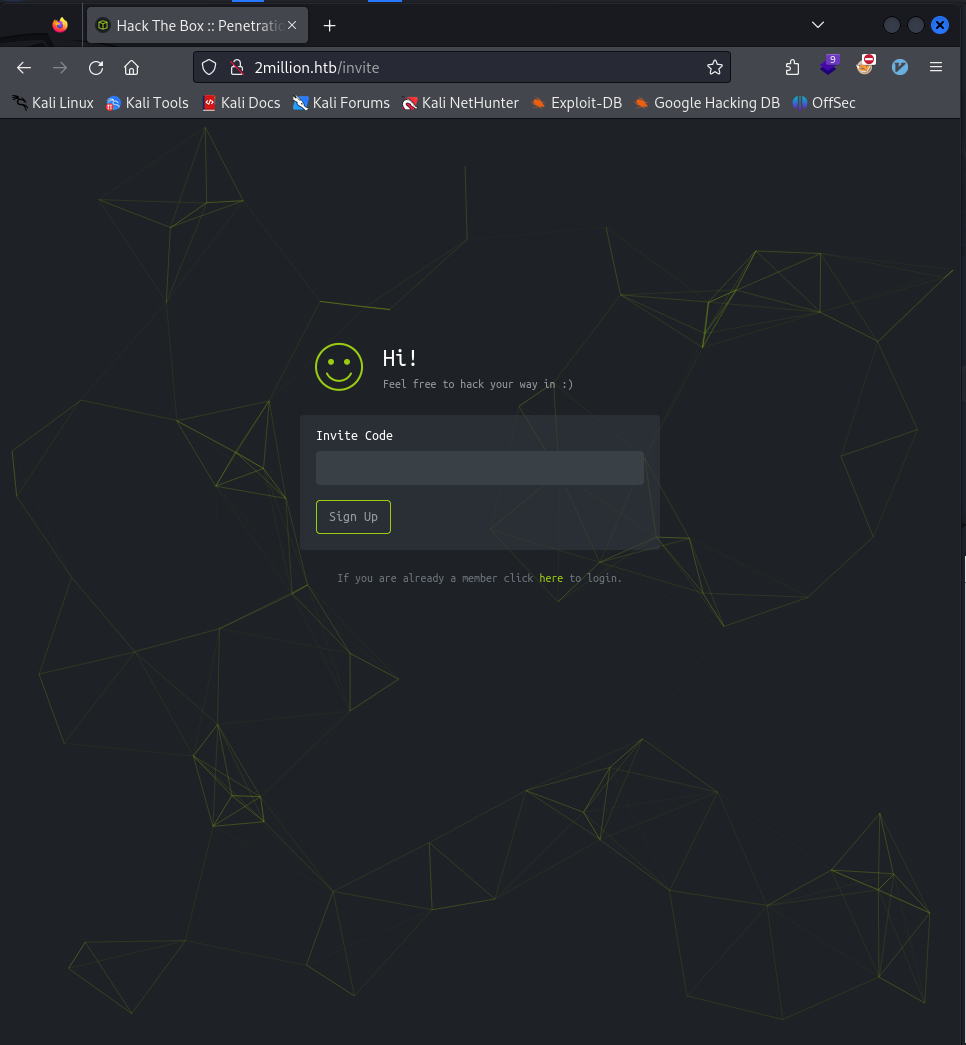 Hack The Box :: Penetratio
2million.htb/invite
9
Kali Linux Kali Tools Kali Docs Kali Forums Kali NetHunter Exploit-DB Google Hacking DB OffSec
Hi!
Feel free to hack your way in :)
Invite Code
Sign Up
If you are already a member click here to login.